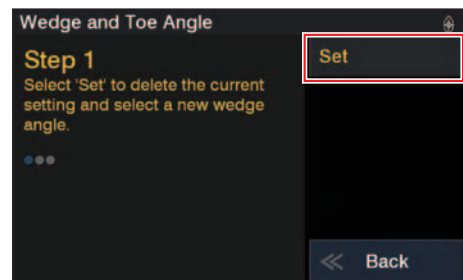 Wedge and Toe Angle
Step 1
Select 'Set' to delete the current
setting and select a new wedge
angle.
Set
Back